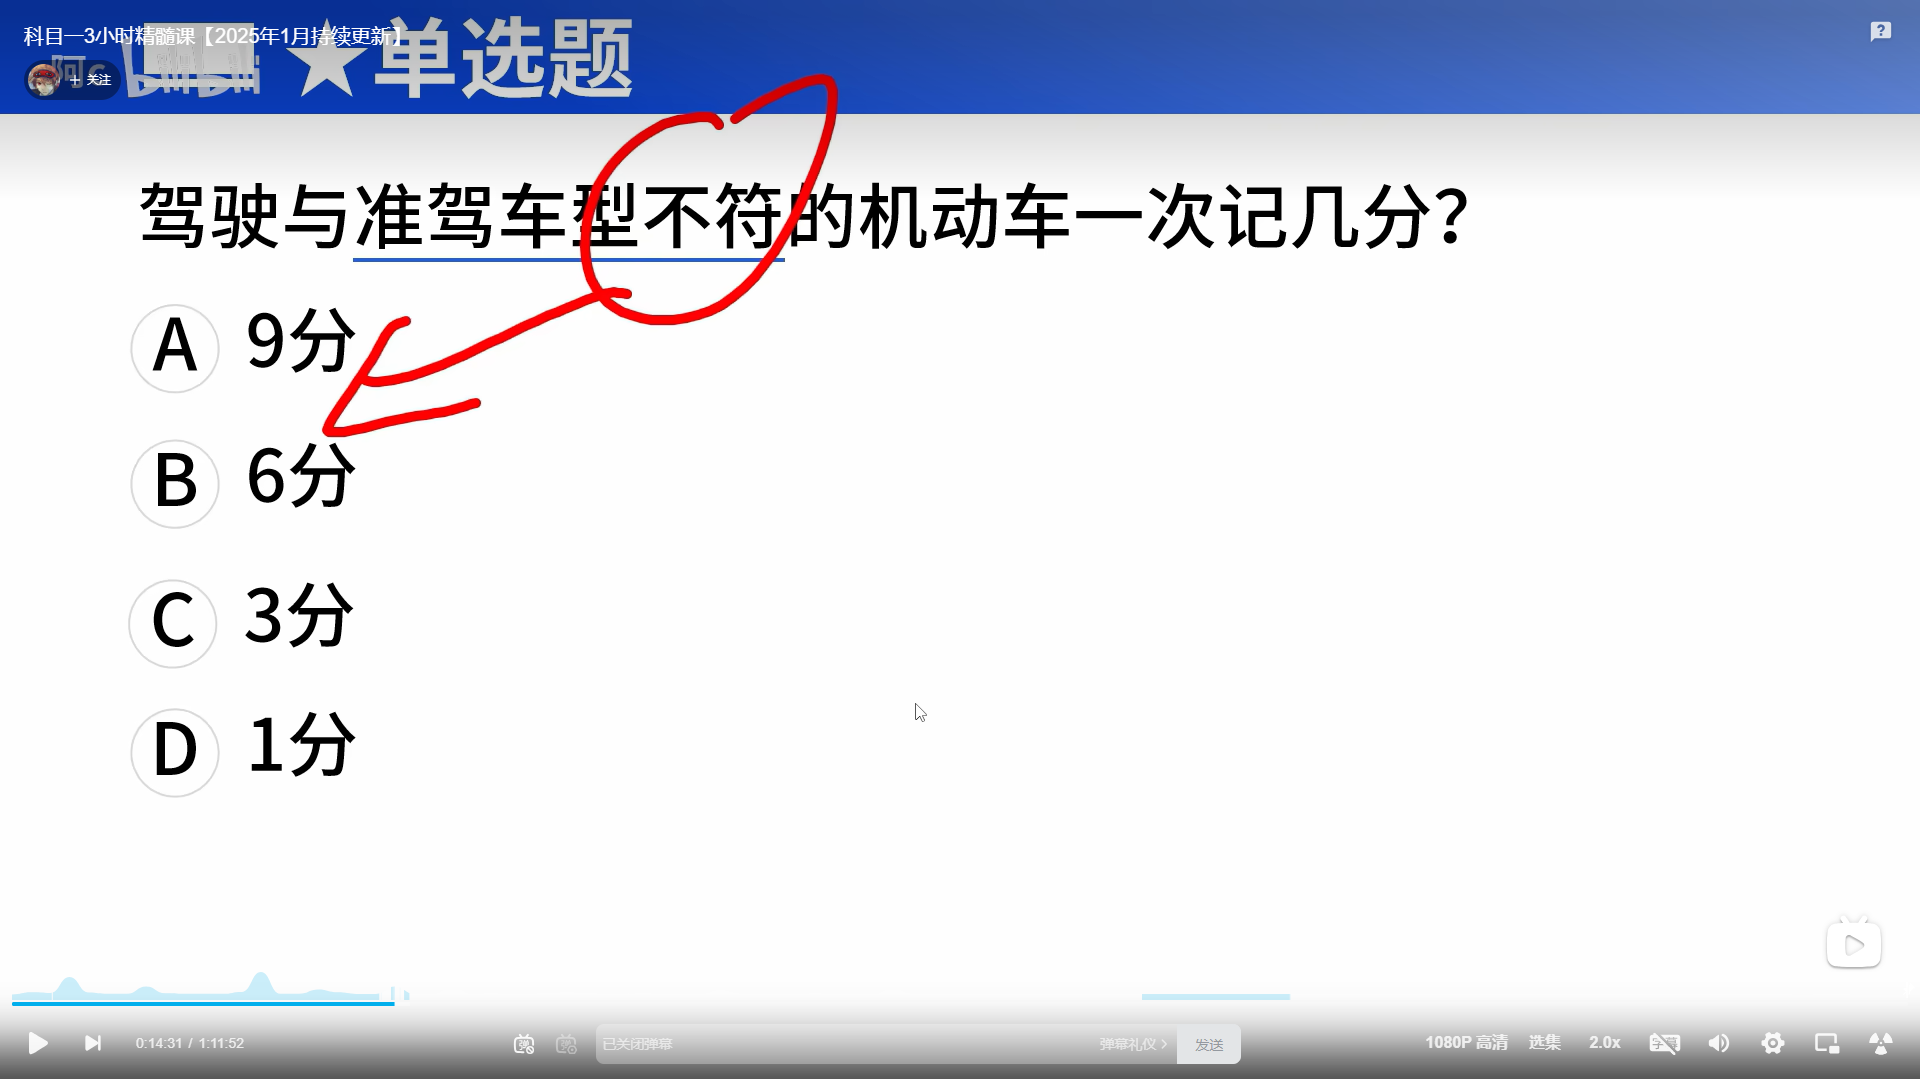 科目一3小时精髓课【2025年1月持续更新】
+ 关注
★单选题
驾驶与准驾车型不符的机动车一次记几分?
A 9分
B 6分
C 3分
D 1分
0:14:31 / 1:11:52
已关闭弹幕
弹幕礼仪 >
发送
1080P 高清
选集
2.0x
字幕